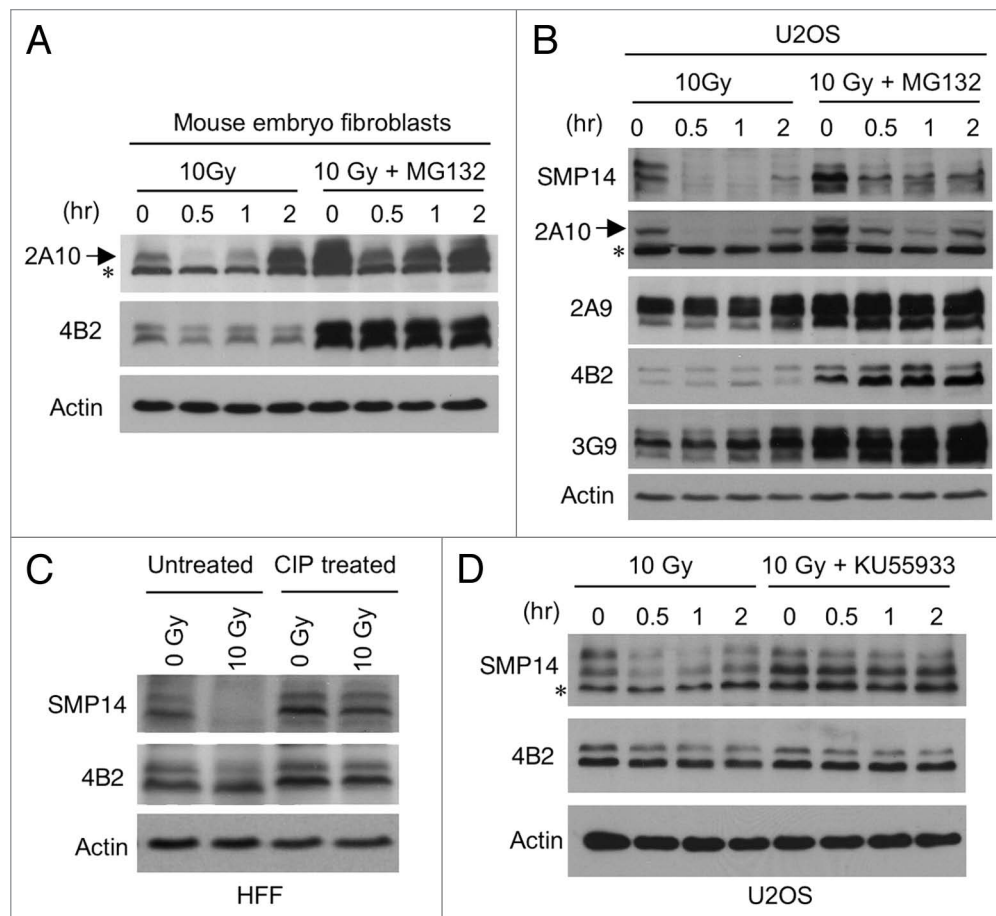 A
Mouse embryo fibroblasts
10Gy 10 Gy + MG132
(hr) 0 0.5 1 2 0 0.5 1 2
2A10
*
4B2
Actin
B
U2OS
10Gy 10 Gy + MG132
(hr) 0 0.5 1 2 0 0.5 1 2
SMP14
2A10
*
2A9
4B2
3G9
Actin
C
Untreated CIP treated
0 Gy 10 Gy 0 Gy 10 Gy
SMP14
4B2
Actin
HFF
D
10 Gy 10 Gy + KU55933
(hr) 0 0.5 1 2 0 0.5 1 2
SMP14
*
4B2
Actin
U2OS